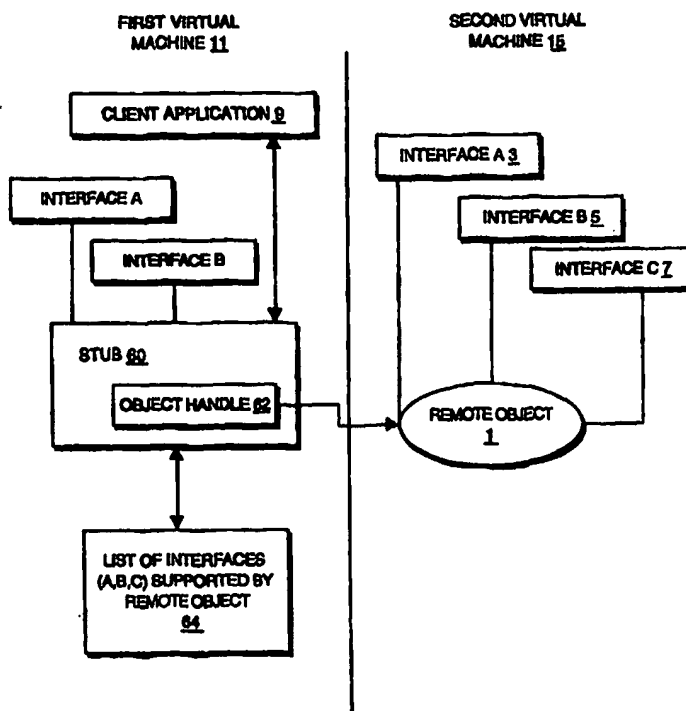 FIRST VIRTUAL
MACHINE 11
SECOND VIRTUAL
MACHINE 15
CLIENT APPLICATION 9
INTERFACE A
INTERFACE B
INTERFACE A 3
INTERFACE B 5
INTERFACE C 7
STUB 60
OBJECT HANDLE 62
REMOTE OBJECT
1
LIST OF INTERFACES
(A,B,C) SUPPORTED BY
REMOTE OBJECT
64